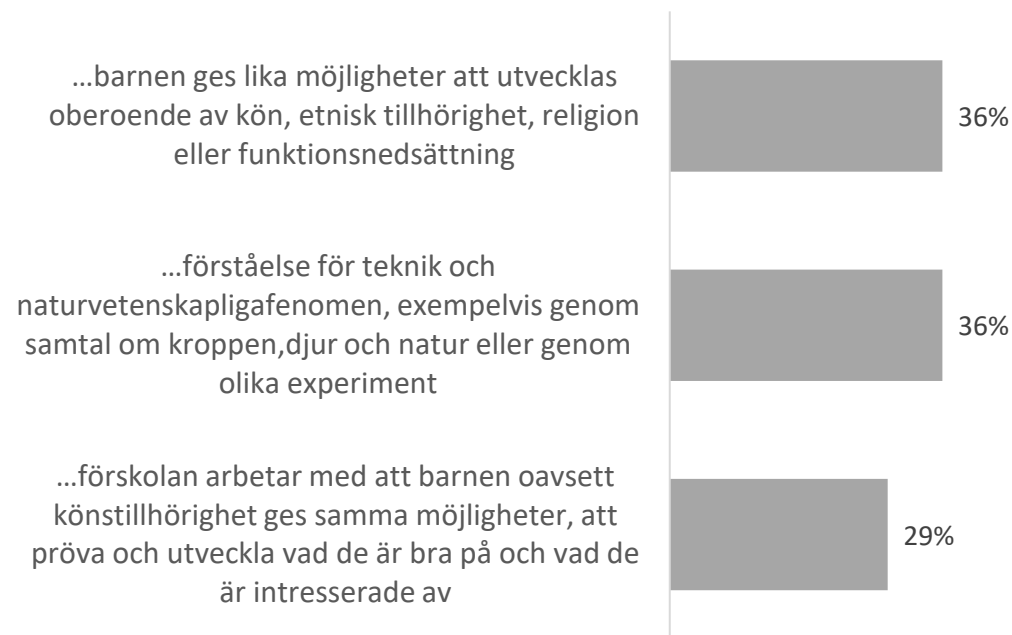 …barnen ges lika möjligheter att utvecklas
oberoende av kön, etnisk tillhörighet, religion
eller funktionsnedsättning
36%
…förståelse för teknik och
naturvetenskapligafenomen, exempelvis genom
samtal om kroppen,djur och natur eller genom
olika experiment
36%
…förskolan arbetar med att barnen oavsett
könstillhörighet ges samma möjligheter, att
pröva och utveckla vad de är bra på och vad de
är intresserade av
29%